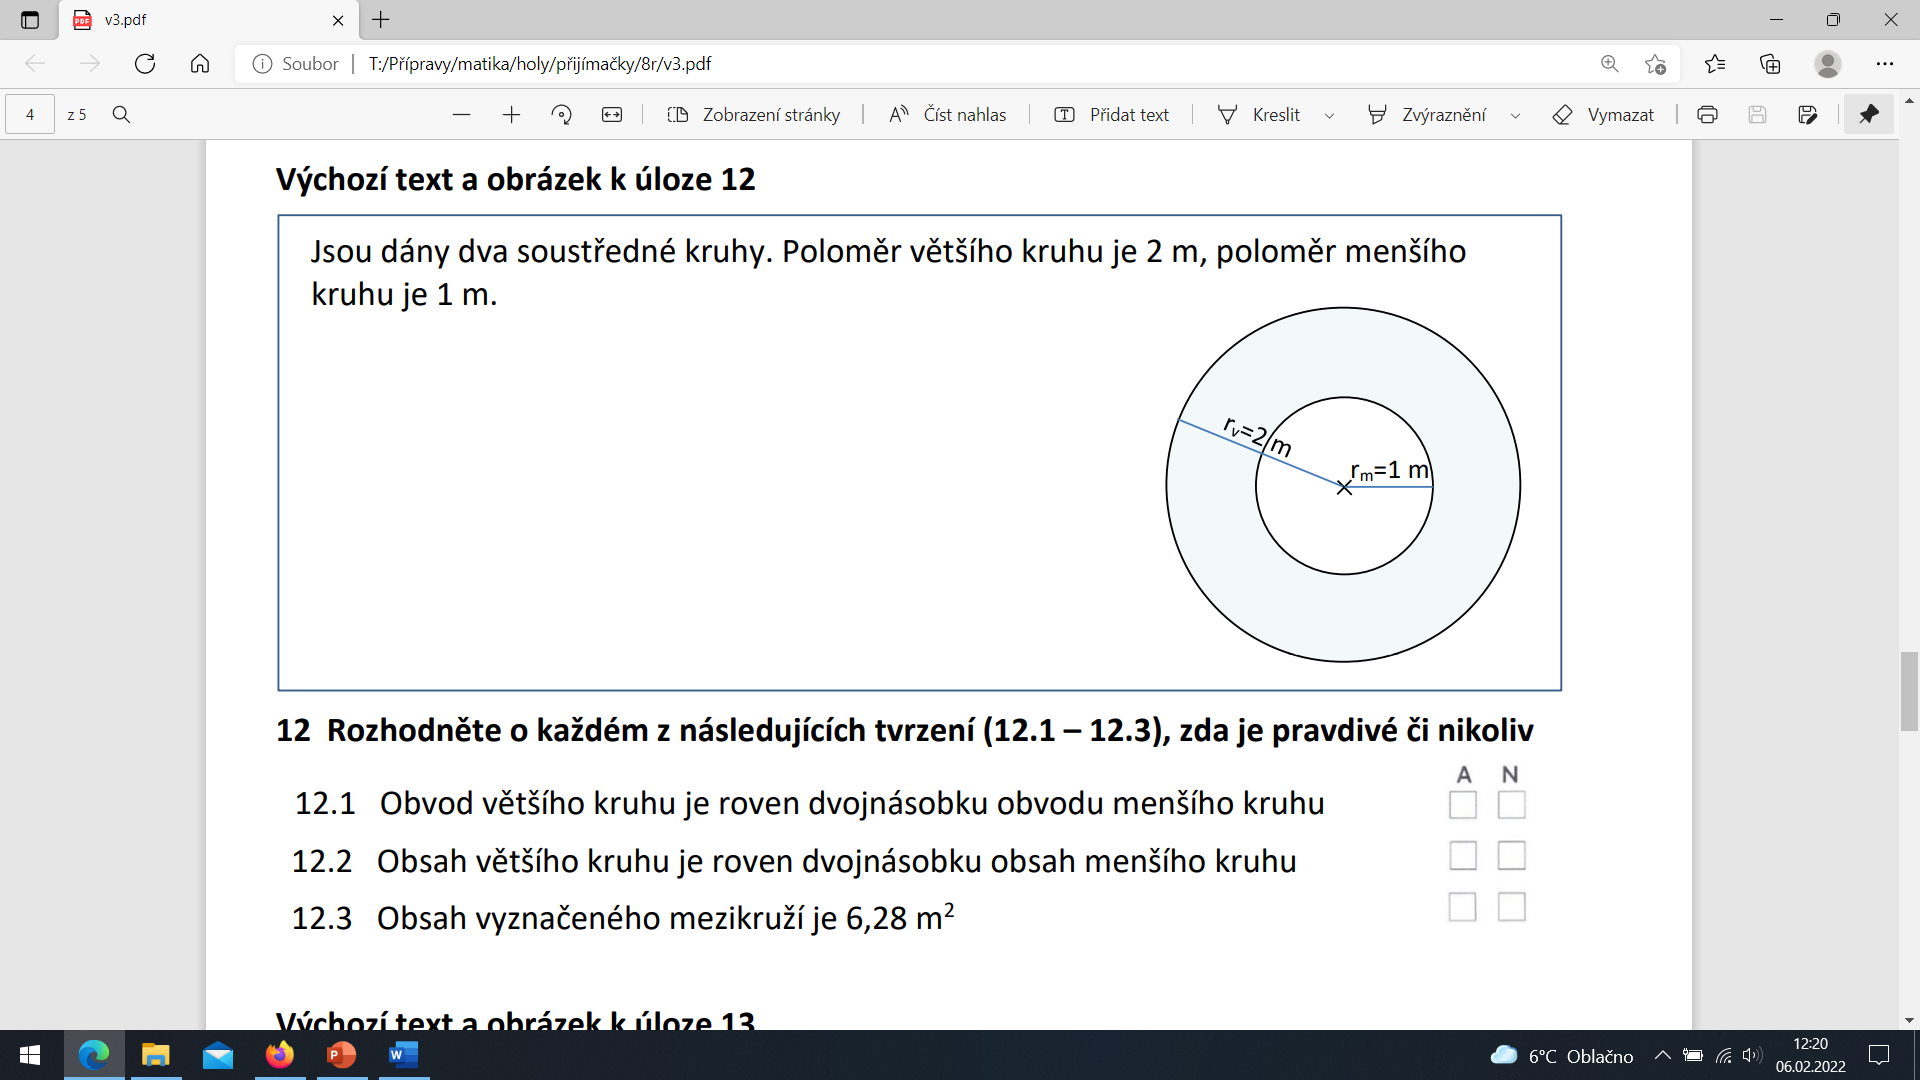 v3.pdf
Soubor
T:/Přípravy/matika/holy/přijímačky/8r/v3.pdf
4 z 5 Zobrazení stránky Číst nahlas Přidat text Kreslit Zvýraznění Vymazat
Výchozí text a obrázek k úloze 12
Jsou dány dva soustředné kruhy. Poloměr většího kruhu je 2 m, poloměr menšího
kruhu je 1 m.
rv=2 m
rm=1 m
12 Rozhodněte o každém z následujících tvrzení (12.1 – 12.3), zda je pravdivé či nikoliv
A N
12.1 Obvod většího kruhu je roven dvojnásobku obvodu menšího kruhu
12.2 Obsah většího kruhu je roven dvojnásobku obsah menšího kruhu
12.3 Obsah vyznačeného mezikruží je 6,28 m²
Výchozí text a obrázek k úloze 13
6°C Oblačno
12:20
06.02.2022